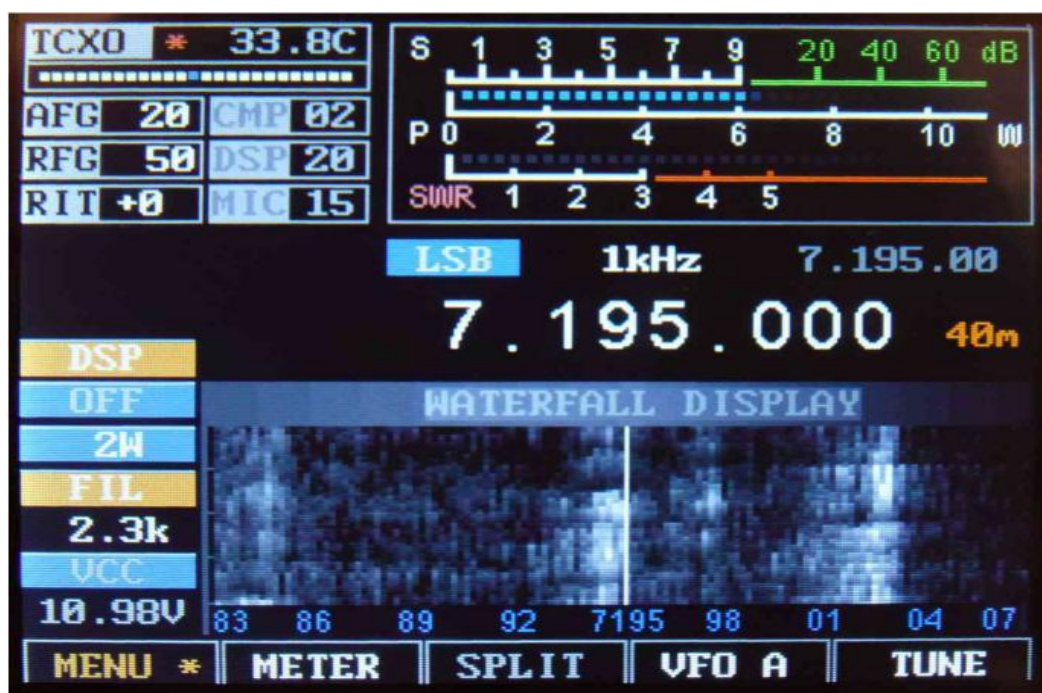 TCXO * 33.8C
AFG 20 CMP 02
RFG 50 DSP 20
RIT +0 MIC 15
S 1 3 5 7 9 20 40 60 dB
P 0 2 4 6 8 10 W
SWR 1 2 3 4 5
LSB 1kHz 7.195.00
7.195.000 40m
DSP
OFF
2W
FIL
2.3k
VCC
10.98V
WATERFALL DISPLAY
83 86 89 92 7195 98 01 04 07
MENU * METER SPLIT VFO A TUNE